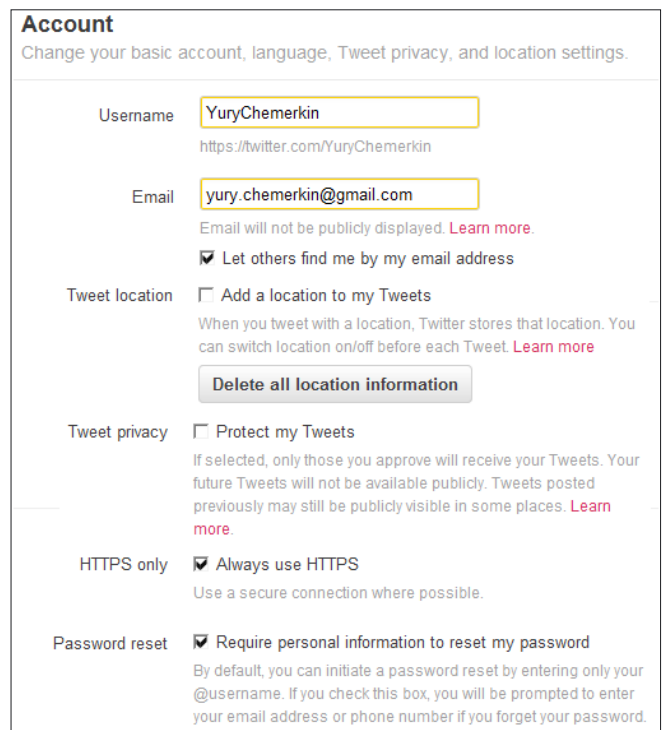 Account
Change your basic account, language, Tweet privacy, and location settings.
Username YuryChemerkin
https://twitter.com/YuryChemerkin
Email yury.chemerkin@gmail.com
Email will not be publicly displayed. Learn more.
Let others find me by my email address
Tweet location Add a location to my Tweets
When you tweet with a location, Twitter stores that location. You
can switch location on/off before each Tweet. Learn more
Delete all location information
Tweet privacy Protect my Tweets
If selected, only those you approve will receive your Tweets. Your
future Tweets will not be available publicly. Tweets posted
previously may still be publicly visible in some places. Learn
more.
HTTPS only Always use HTTPS
Use a secure connection where possible.
Password reset Require personal information to reset my password
By default, you can initiate a password reset by entering only your
@username. If you check this box, you will be prompted to enter
your email address or phone number if you forget your password.